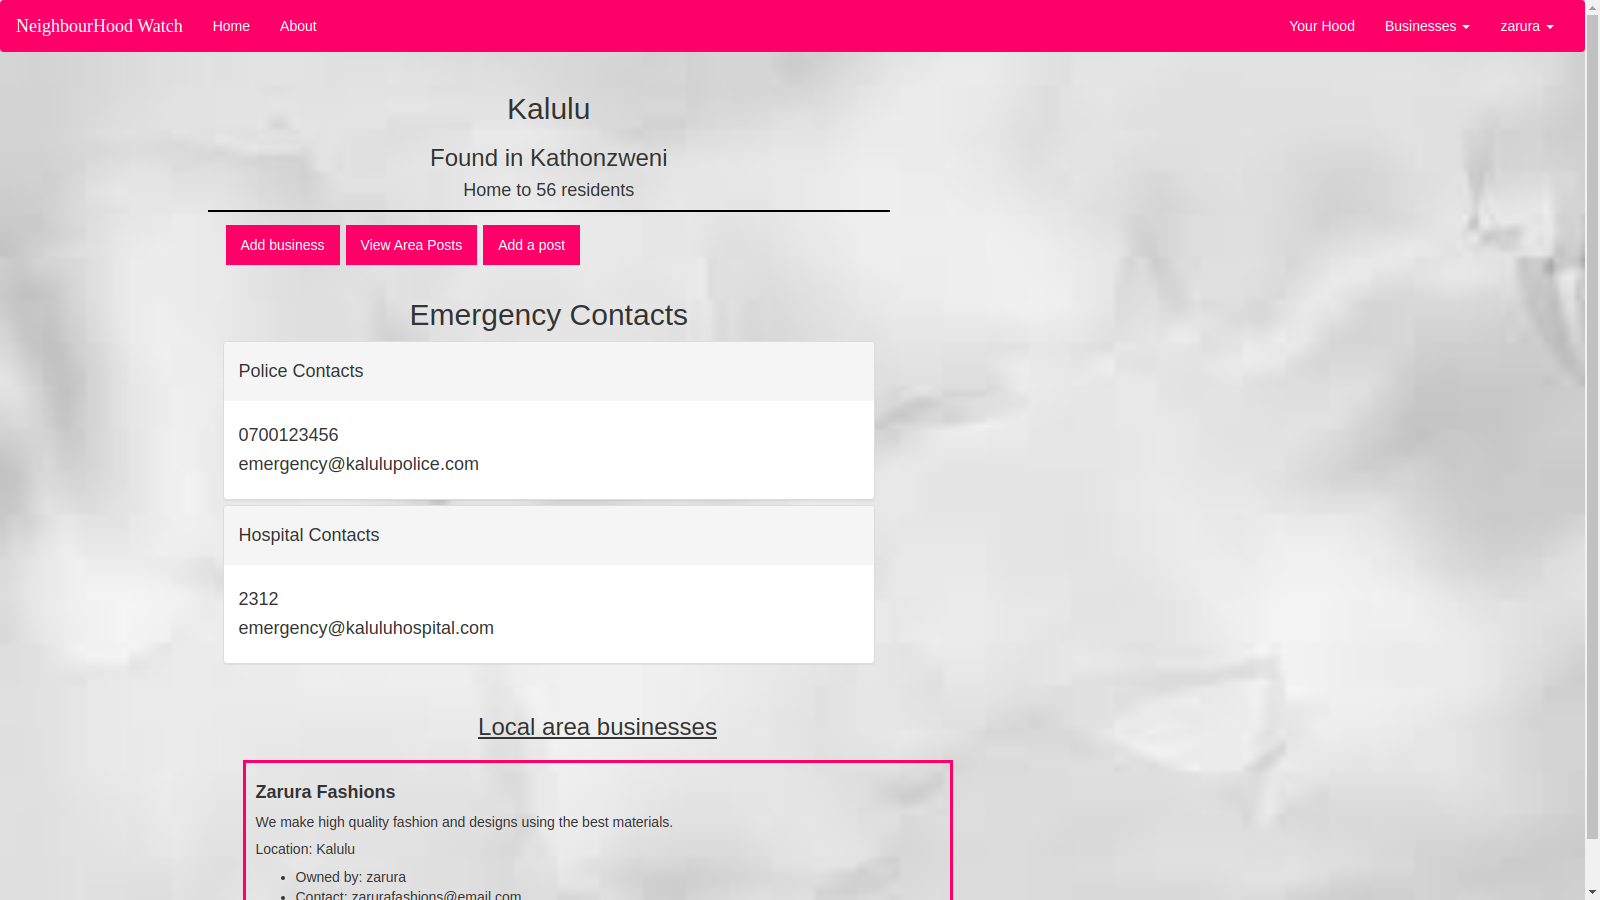 NeighbourHood Watch Home About Your Hood Businesses zarura
Kalulu
Found in Kathonzweni
Home to 56 residents
Add business View Area Posts Add a post
Emergency Contacts
Police Contacts
0700123456
emergency@kalulupolice.com
Hospital Contacts
2312
emergency@kaluluhospital.com
Local area businesses
Zarura Fashions
We make high quality fashion and designs using the best materials.
Location: Kalulu
• Owned by: zarura
• Contact: zarurafashions@email.com